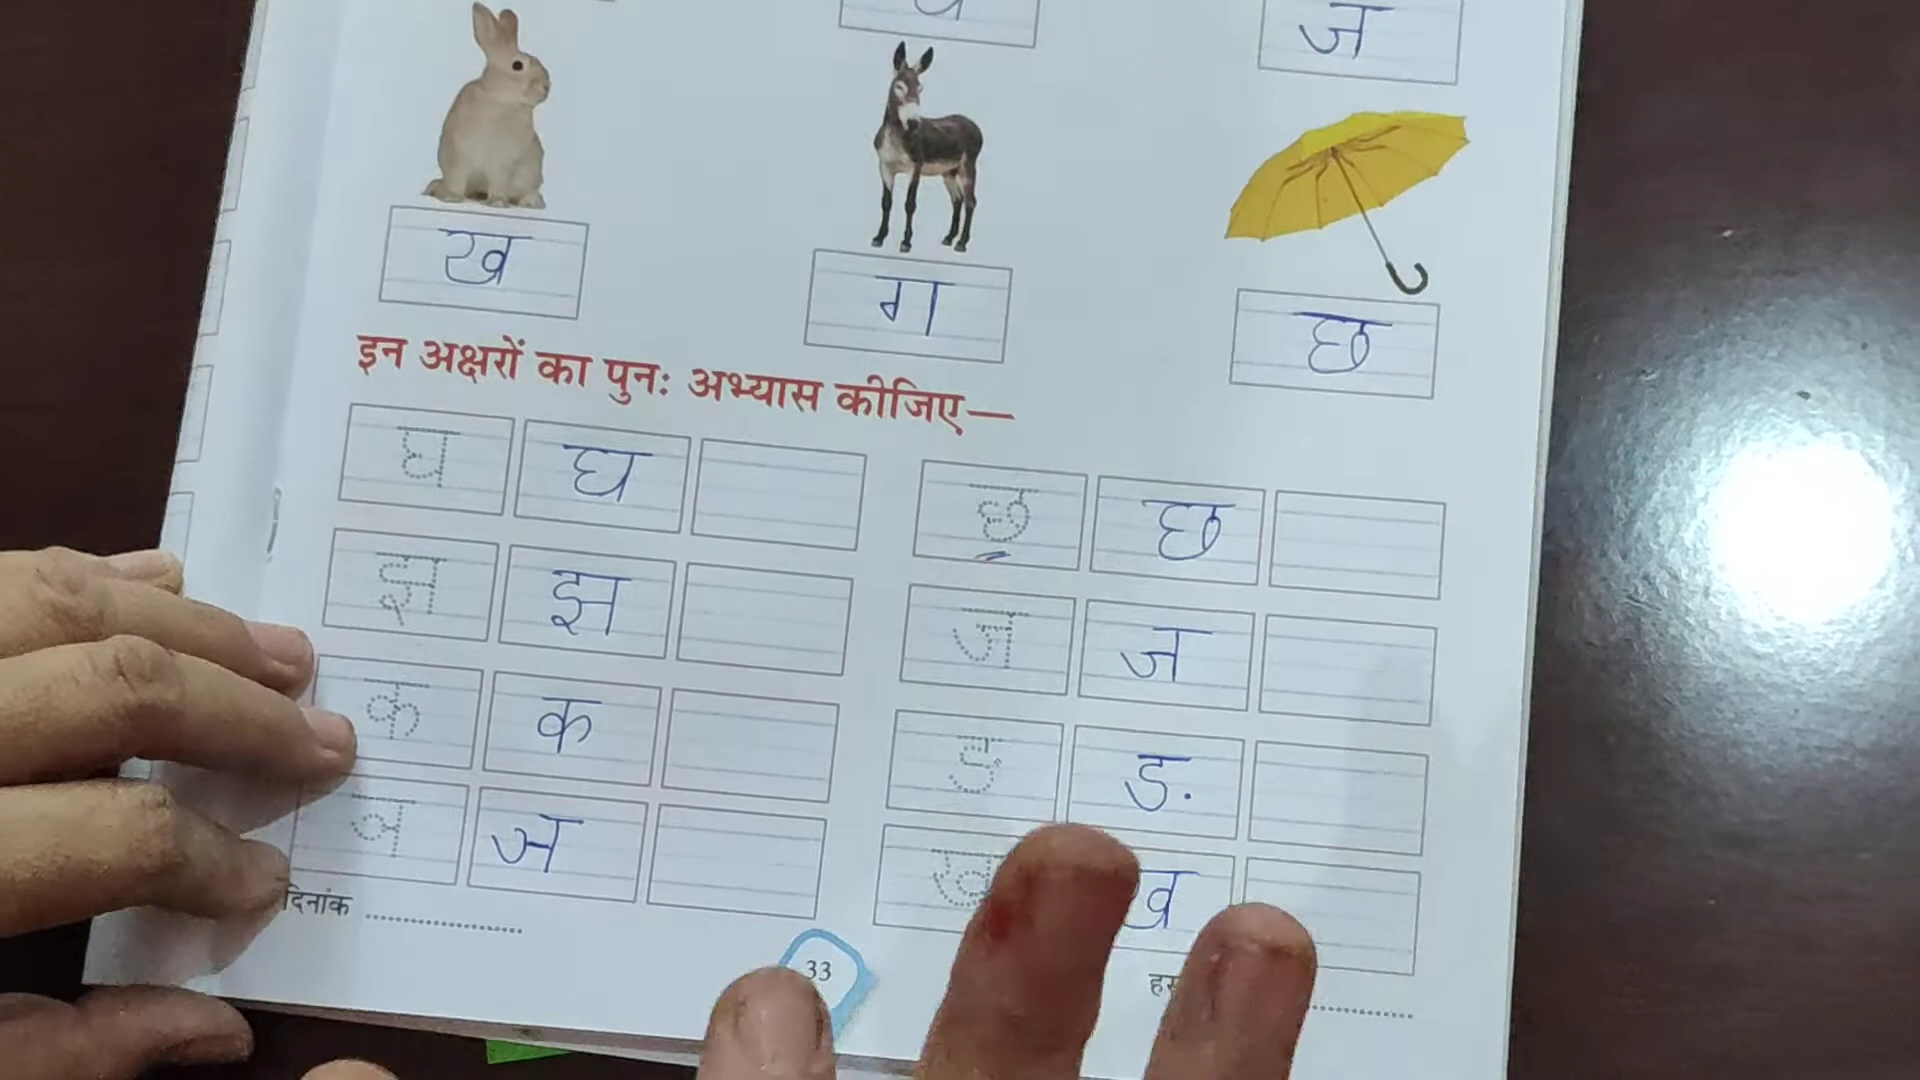 ज
ख
ग
छ
इन अक्षरों का पुनः अभ्यास कीजिए—
घ घ छ छ
झ झ ज ज
क क ङ ङ
ञ ञ ख ख
दिनांक
33